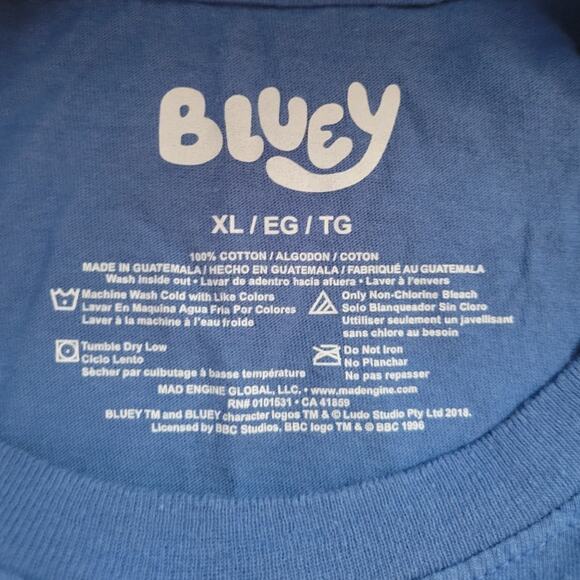 BLUEY
XL / EG / TG
100% COTTON / ALGODON / COTON
MADE IN GUATEMALA / HECHO EN GUATEMALA / FABRIQUÉ AU GUATEMALA
Wash inside out • Lavar de adentro hacia afuera • Laver à l'envers
Machine Wash Cold with Like Colors
Lavar En Maquina Agua Fria Por Colores
Laver à la machine à l'eau froide
Only Non-Chlorine Bleach
Solo Blanqueador Sin Cloro
Utiliser seulement un javellisant
sans chlore au besoin
Tumble Dry Low
Ciclo Lento
Sécher par culbutage à basse température
Do Not Iron
No Planchar
Ne pas repasser
MAD ENGINE GLOBAL, LLC. • www.madengine.com
RN# 0101531 • CA 41859
BLUEY TM and BLUEY character logos TM & © Ludo Studio Pty Ltd 2018.
Licensed by BBC Studios. BBC logo TM & © BBC 1996